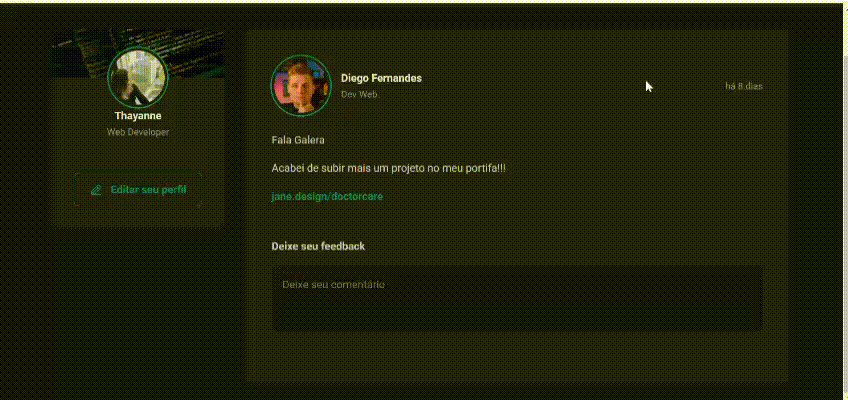 Thayanne
Web Developer
Editar seu perfil
Diego Fernandes
Dev Web
há 8 dias
Fala Galera
Acabei de subir mais um projeto no meu portifa!!!
jane.design/doctorcare
Deixe seu feedback
Deixe seu comentário